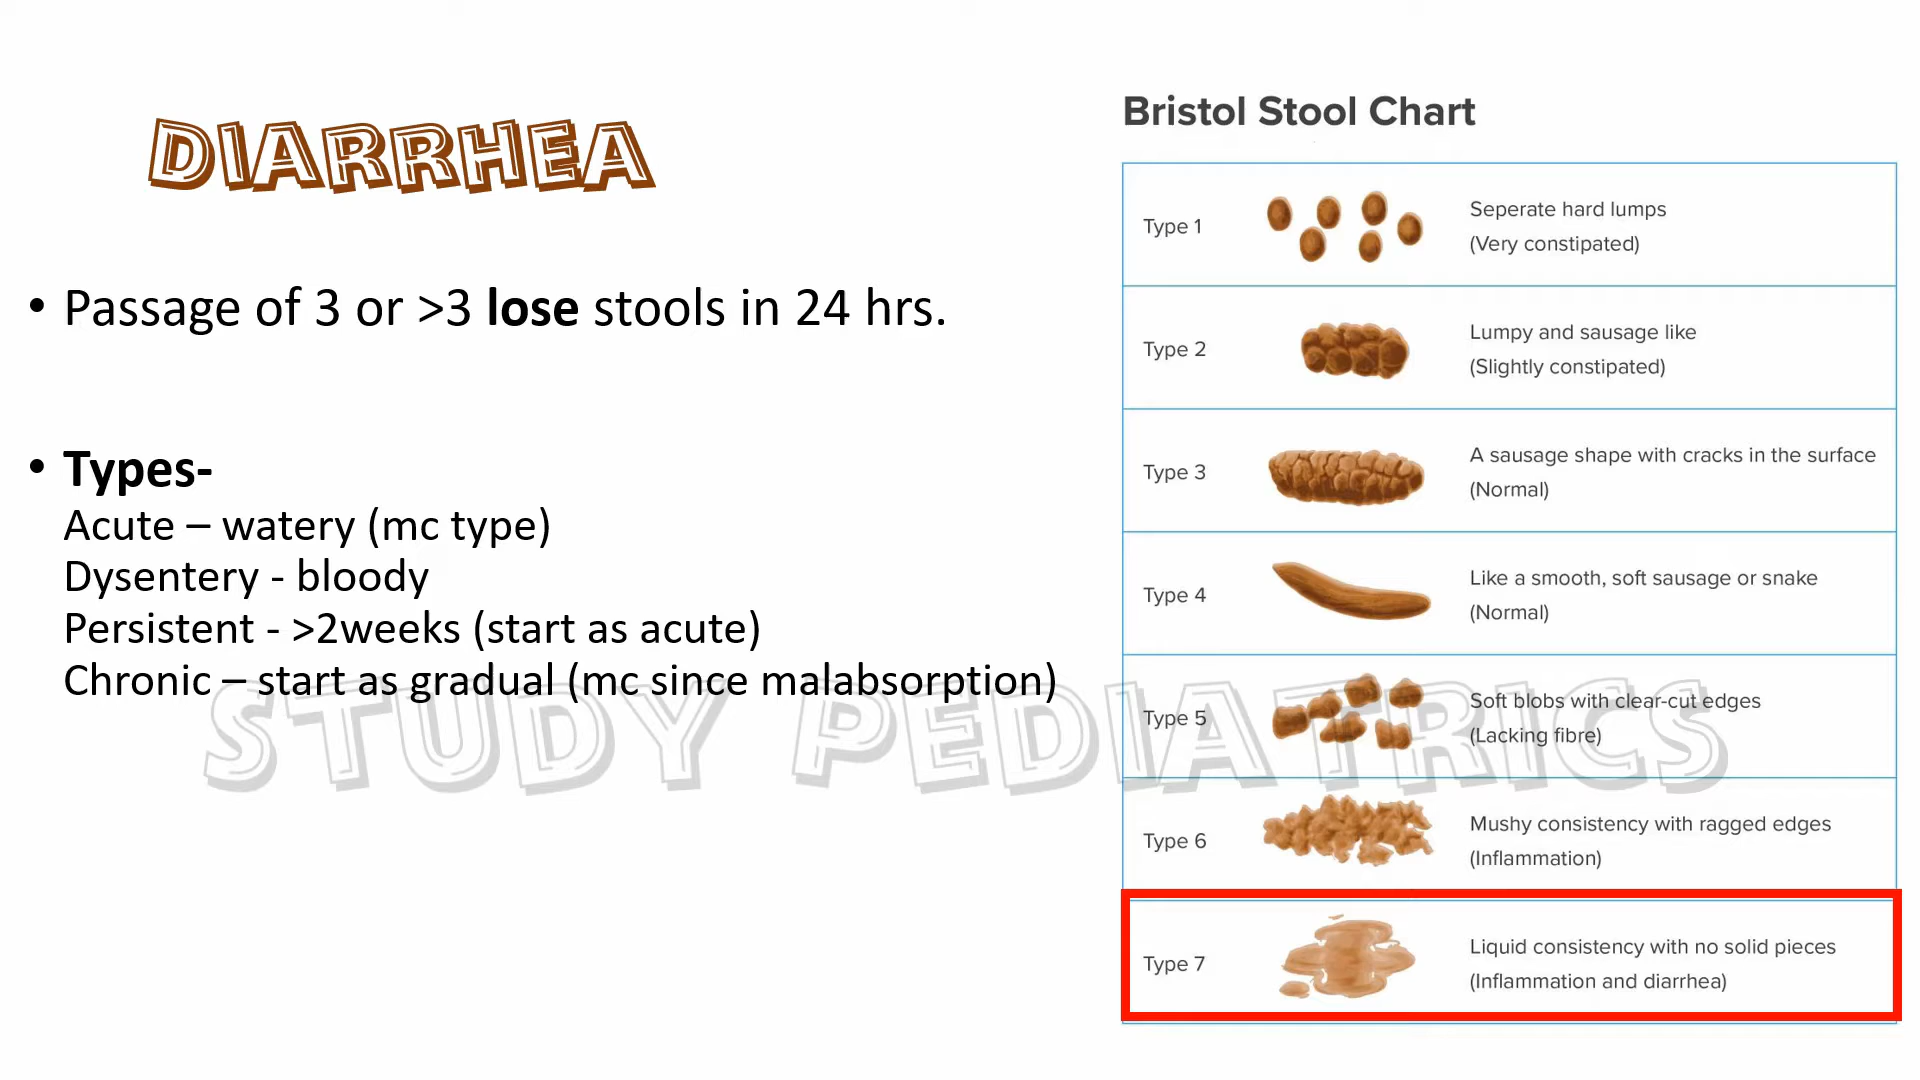 DIARRHEA
• Passage of 3 or >3 lose stools in 24 hrs.
• Types-
Acute – watery (mc type)
Dysentery - bloody
Persistent - >2weeks (start as acute)
Chronic – start as gradual (mc since malabsorption)
STUDY PEDIATRICS
Bristol Stool Chart
Type 1
Seperate hard lumps
(Very constipated)
Type 2
Lumpy and sausage like
(Slightly constipated)
Type 3
A sausage shape with cracks in the surface
(Normal)
Type 4
Like a smooth, soft sausage or snake
(Normal)
Type 5
Soft blobs with clear-cut edges
(Lacking fibre)
Type 6
Mushy consistency with ragged edges
(Inflammation)
Type 7
Liquid consistency with no solid pieces
(Inflammation and diarrhea)